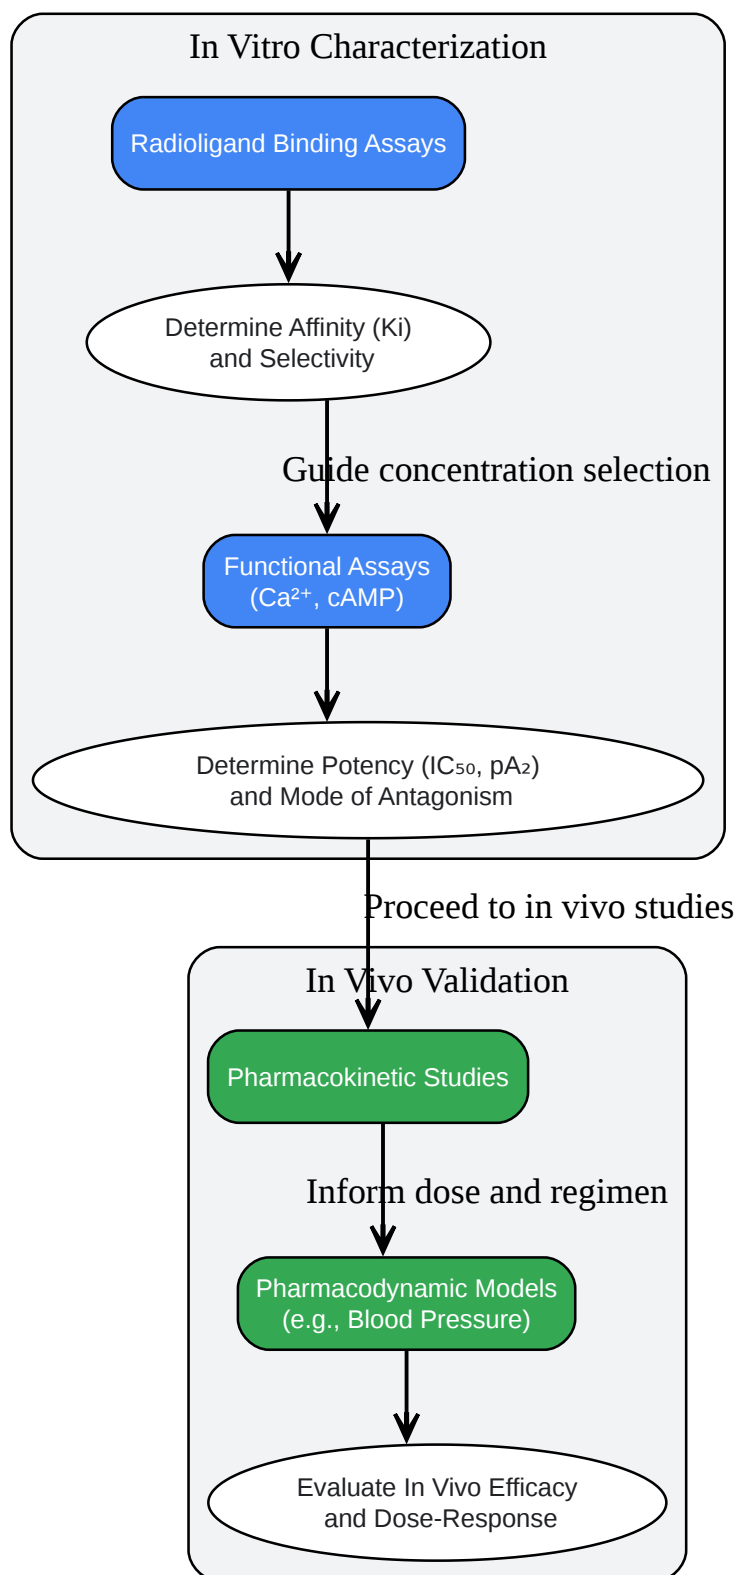 In Vitro Characterization
Radioligand Binding Assays
Determine Affinity (Ki)
and Selectivity
Guide concentration selection
Functional Assays
(Ca²⁺, cAMP)
Determine Potency (IC₅₀, pA₂)
and Mode of Antagonism
Proceed to in vivo studies
In Vivo Validation
Pharmacokinetic Studies
Inform dose and regimen
Pharmacodynamic Models
(e.g., Blood Pressure)
Evaluate In Vivo Efficacy
and Dose-Response